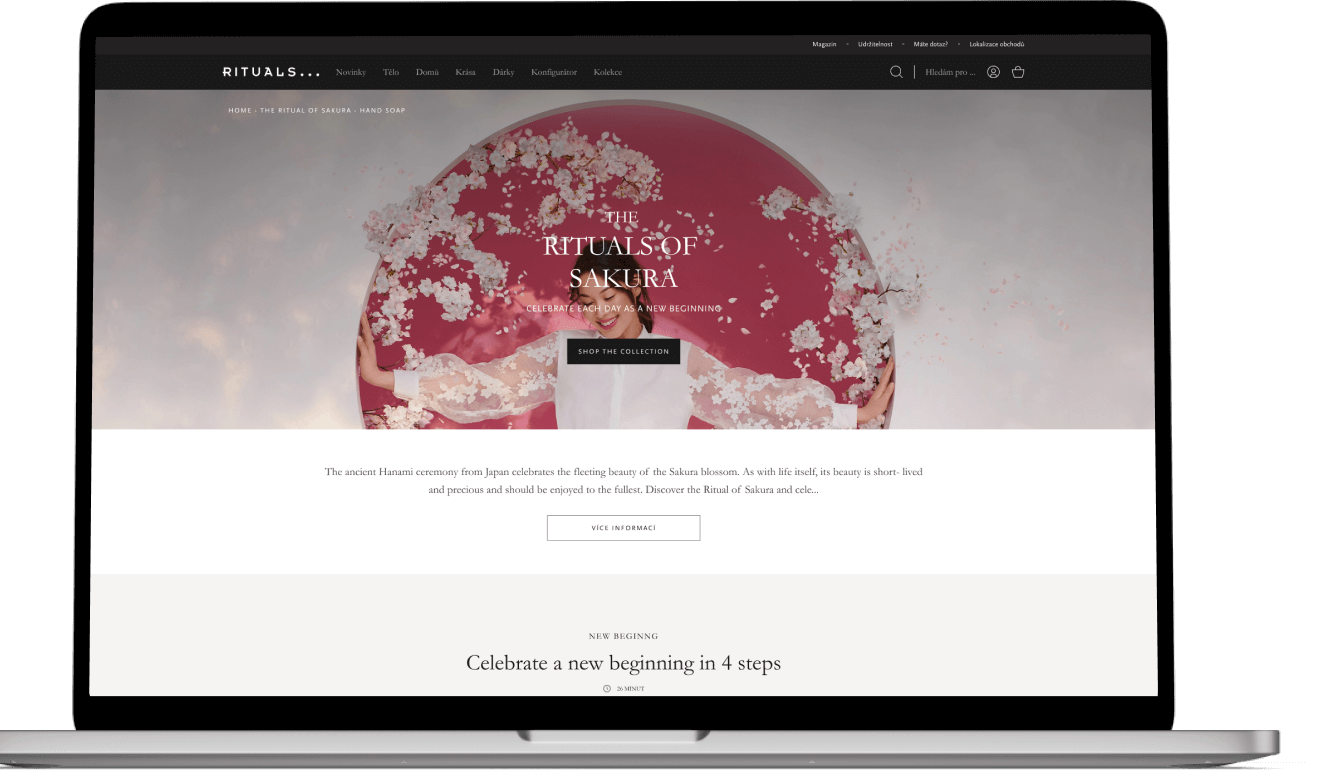 Magazín - Udržitelnost - Máte dotaz? - Lokalizace obchodů
RITUALS... Novinky Tělo Domů Krása Dárky Konfigurátor Kolekce Hledám pro ...
HOME - THE RITUAL OF SAKURA - HAND SOAP
THE
RITUALS OF
SAKURA
CELEBRATE EACH DAY AS A NEW BEGINNING
SHOP THE COLLECTION
The ancient Hanami ceremony from Japan celebrates the fleeting beauty of the Sakura blossom. As with life itself, its beauty is short- lived
and precious and should be enjoyed to the fullest. Discover the Ritual of Sakura and cele...
VÍCE INFORMACÍ
NEW BEGINNG
Celebrate a new beginning in 4 steps
26 MINUT